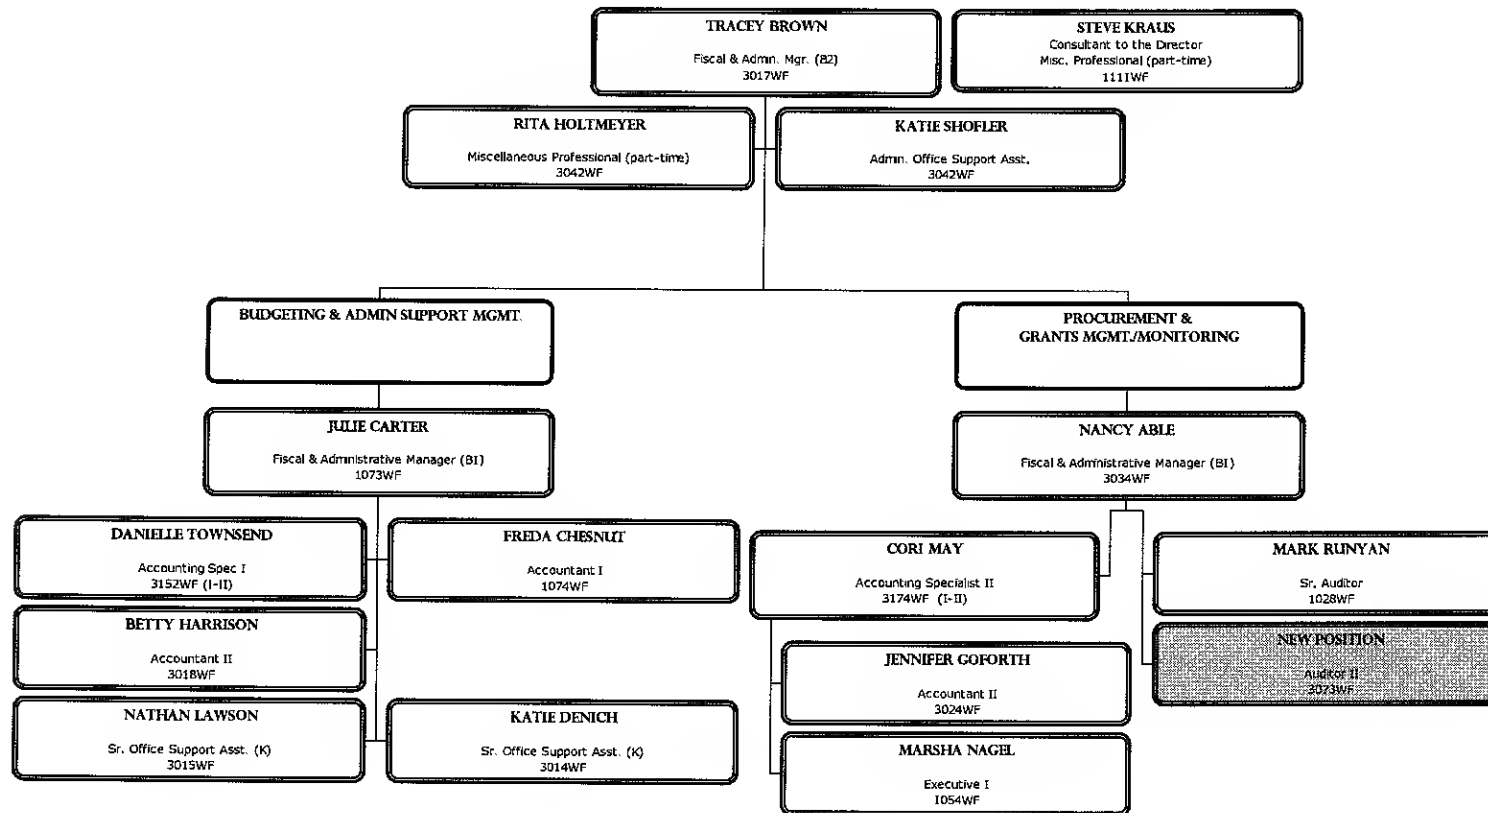 TRACEY BROWN
Fiscal & Admn. Mgr. (B2)
3017WF
STEVE KRAUS
Consultant to the Director
Misc. Professional (part-time)
1111WF
RITA HOLTMEYER
Miscellaneous Professional (part-time)
3042WF
KATIE SHOFLER
Admn. Office Support Asst.
3042WF
BUDGETING & ADMIN SUPPORT MGMT.
PROCUREMENT &
GRANTS MGMT./MONITORING
JULIE CARTER
Fiscal & Administrative Manager (BI)
1073WF
NANCY ABLE
Fiscal & Administrative Manager (BI)
3034WF
DANIELLE TOWNSEND
Accounting Spec I
3152WF (I-II)
FREDA CHESNUT
Accountant I
1074WF
CORI MAY
Accounting Specialist II
3174WF (I-II)
MARK RUNYAN
Sr. Auditor
1028WF
BETTY HARRISON
Accountant II
3018WF
JENNIFER GOFORTH
Accountant II
3024WF
NEW POSITION
Auditor II
3073WF
NATHAN LAWSON
Sr. Office Support Asst. (K)
3015WF
KATIE DENICH
Sr. Office Support Asst. (K)
3014WF
MARSHA NAGEL
Executive I
1054WF